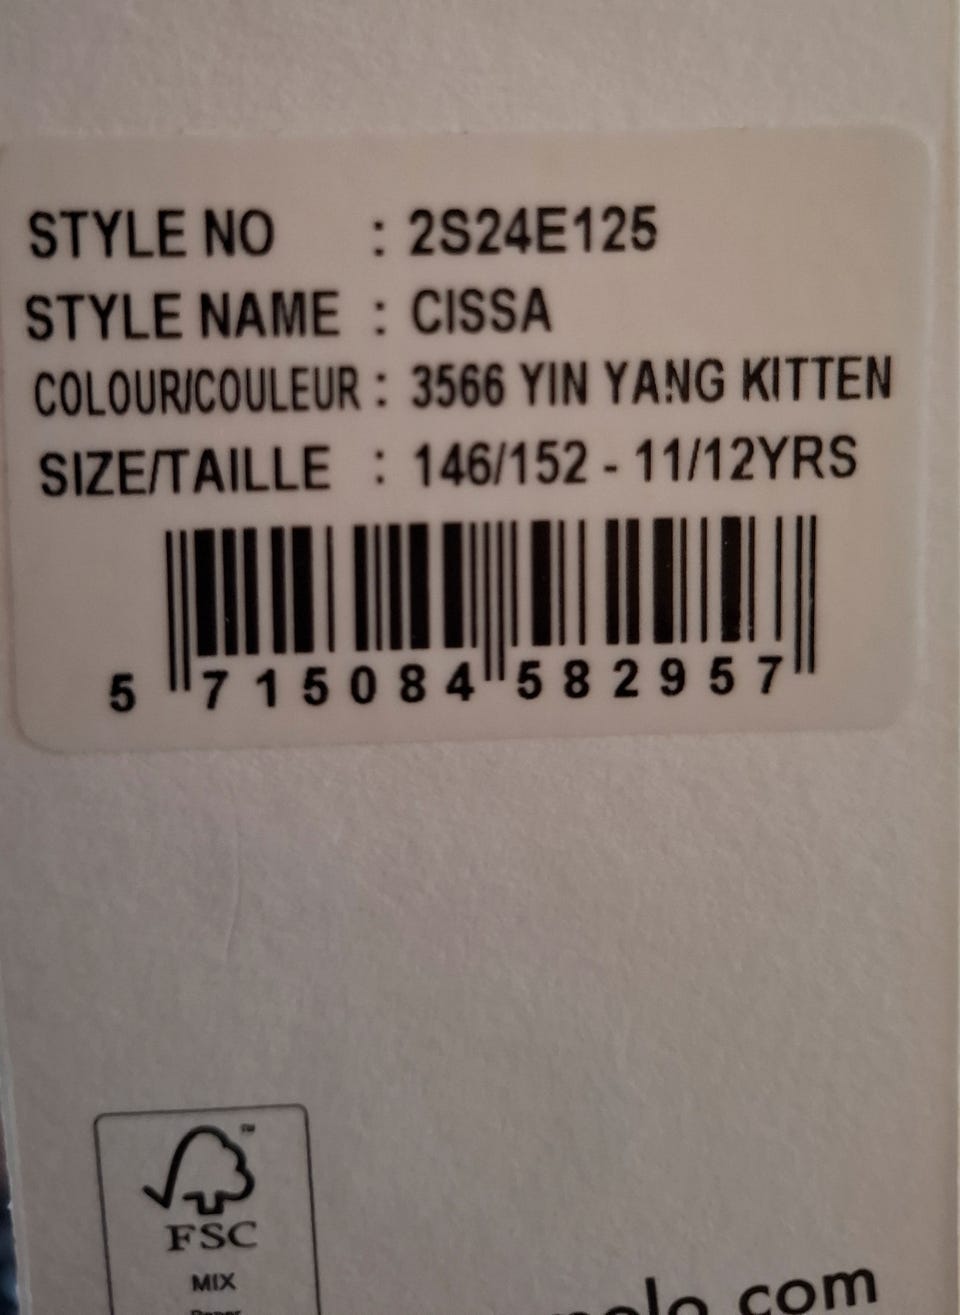 STYLE NO : 2S24E125
STYLE NAME : CISSA
COLOUR/COULEUR : 3566 YIN YANG KITTEN
SIZE/TAILLE : 146/152 - 11/12YRS
5 715084 582957
™
FSC
MIX